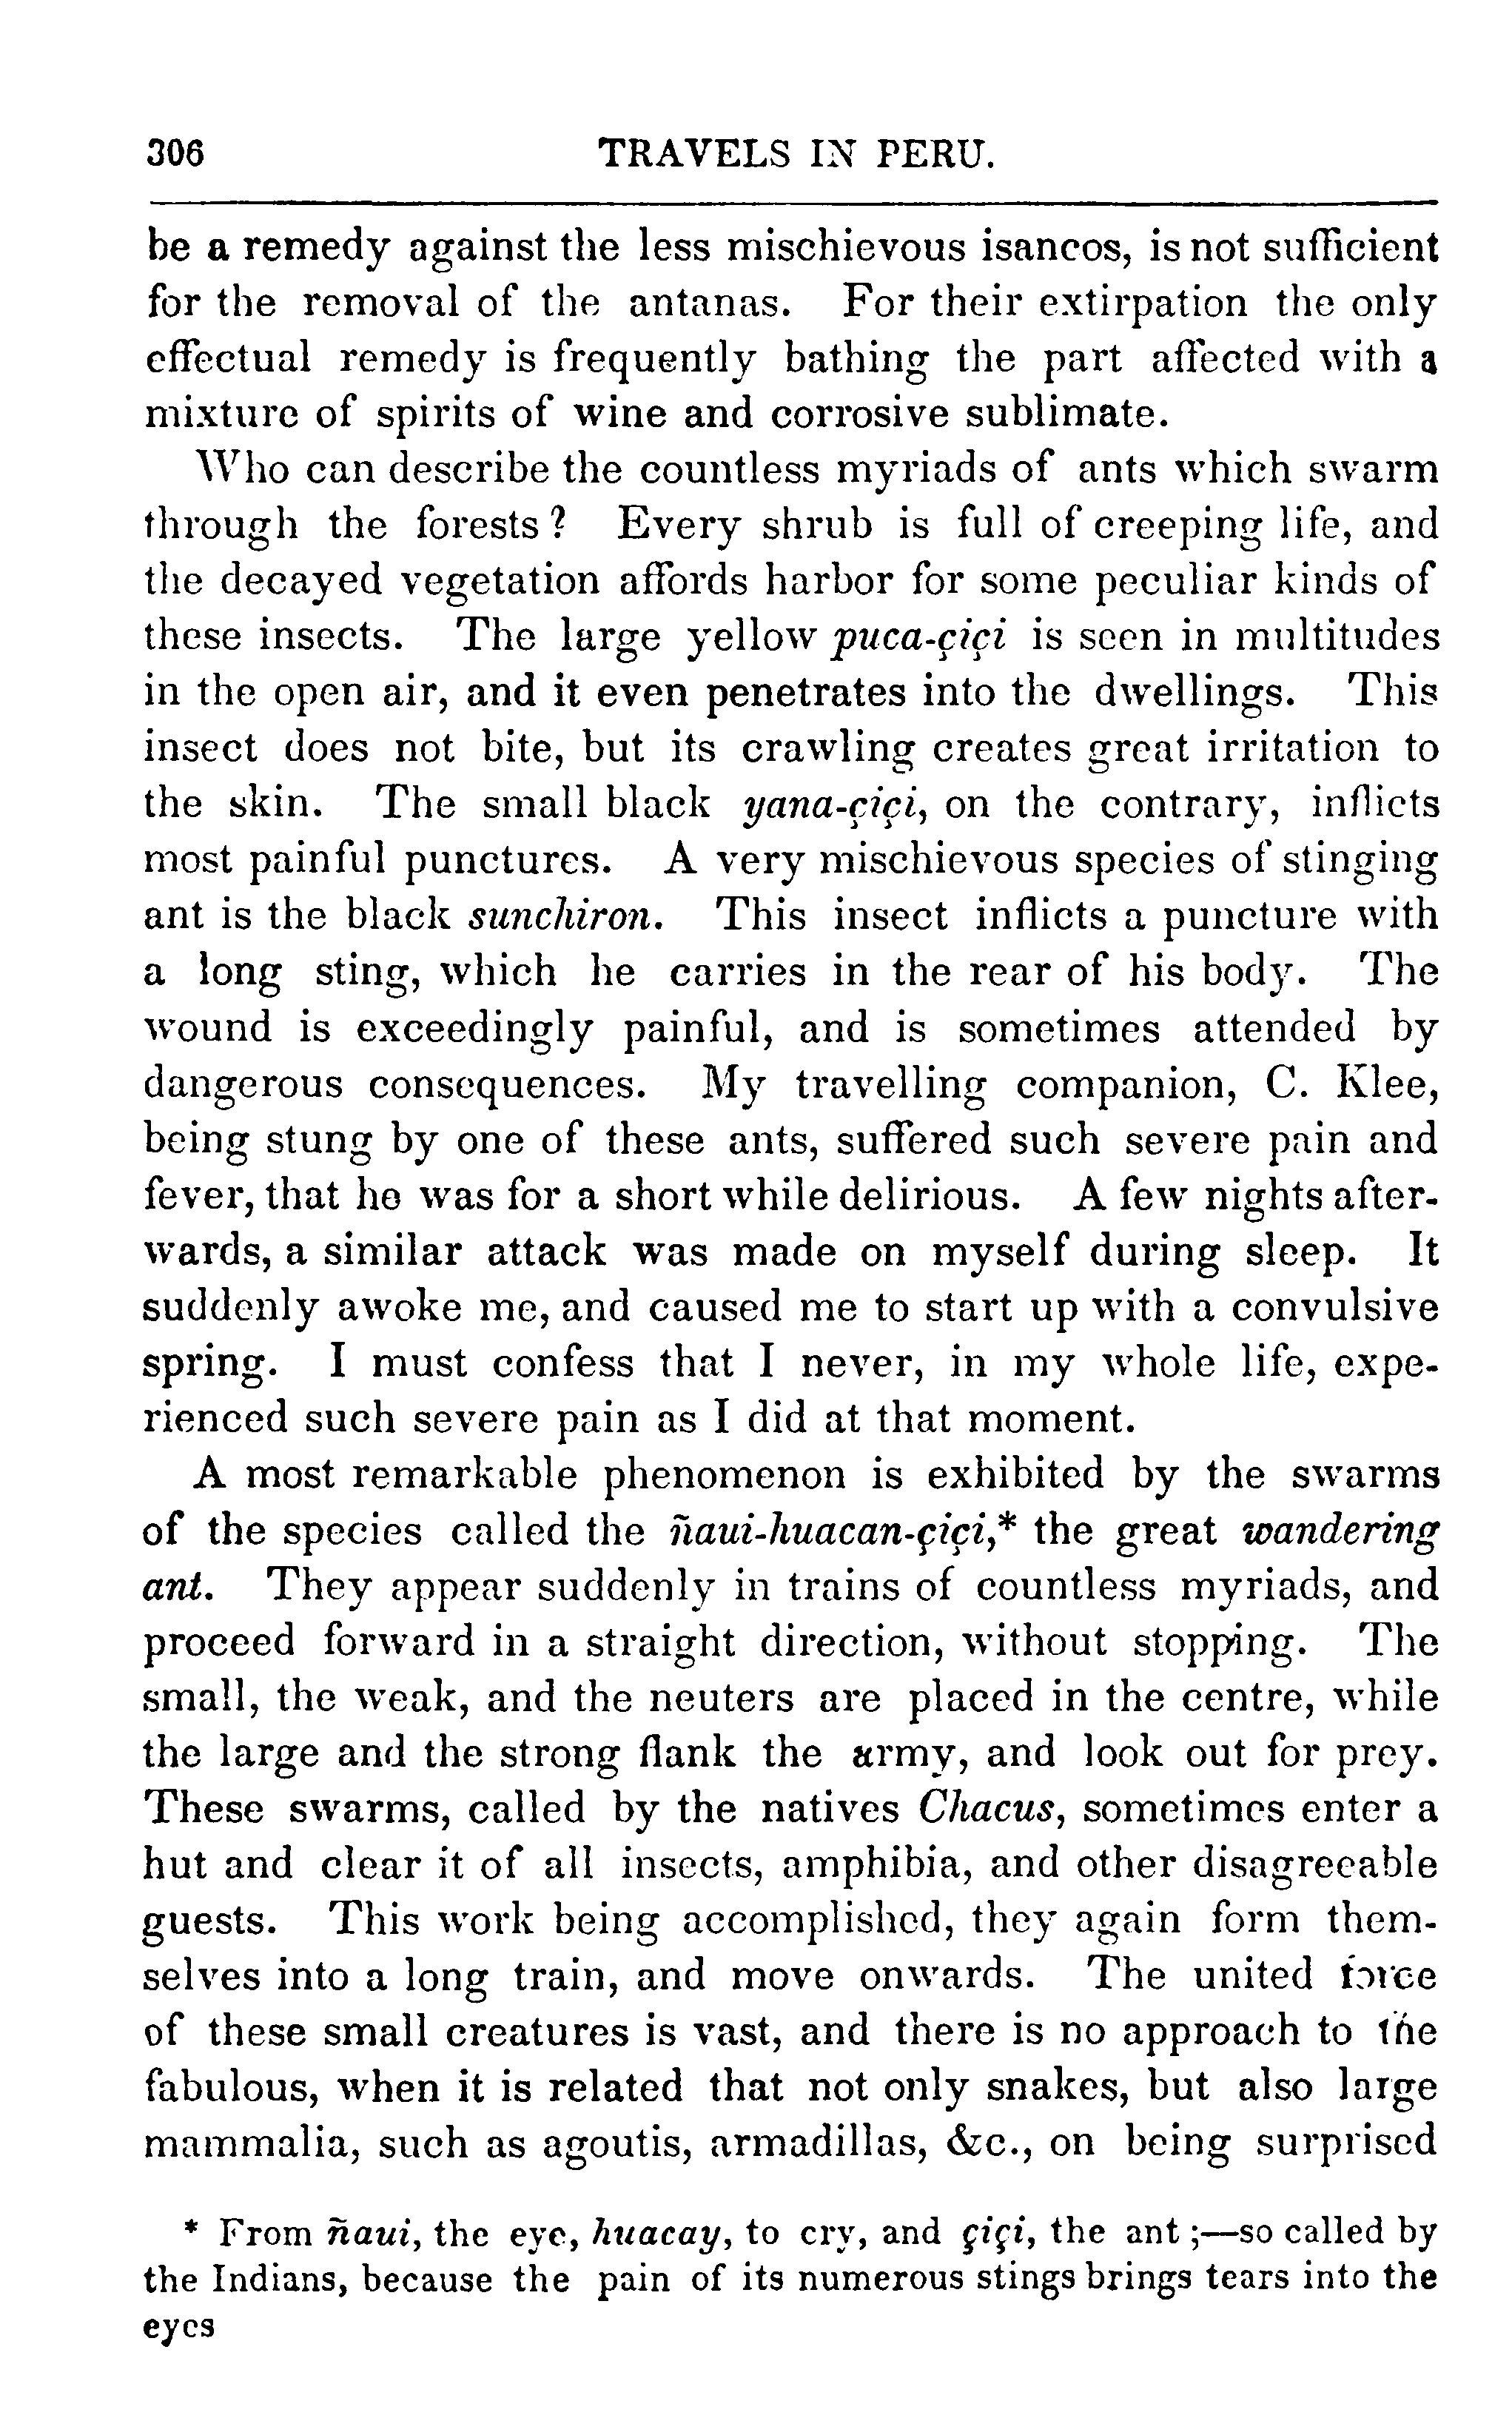 306 TRAVELS IN PERU.
be a remedy against the less mischievous isancos, is not sufficient
for the removal of the antanas. For their extirpation the only
effectual remedy is frequently bathing the part affected with a
mixture of spirits of wine and corrosive sublimate.
Who can describe the countless myriads of ants which swarm
through the forests? Every shrub is full of creeping life, and
the decayed vegetation affords harbor for some peculiar kinds of
these insects. The large yellow puca-çiçi is seen in multitudes
in the open air, and it even penetrates into the dwellings. This
insect does not bite, but its crawling creates great irritation to
the skin. The small black yana-çiçi, on the contrary, inflicts
most painful punctures. A very mischievous species of stinging
ant is the black sunchiron. This insect inflicts a puncture with
a long sting, which he carries in the rear of his body. The
wound is exceedingly painful, and is sometimes attended by
dangerous consequences. My travelling companion, C. Klee,
being stung by one of these ants, suffered such severe pain and
fever, that he was for a short while delirious. A few nights after-
wards, a similar attack was made on myself during sleep. It
suddenly awoke me, and caused me to start up with a convulsive
spring. I must confess that I never, in my whole life, expe-
rienced such severe pain as I did at that moment.
A most remarkable phenomenon is exhibited by the swarms
of the species called the ñaui-huacan-çiçi,* the great wandering
ant. They appear suddenly in trains of countless myriads, and
proceed forward in a straight direction, without stopping. The
small, the weak, and the neuters are placed in the centre, while
the large and the strong flank the army, and look out for prey.
These swarms, called by the natives Chacus, sometimes enter a
hut and clear it of all insects, amphibia, and other disagreeable
guests. This work being accomplished, they again form them-
selves into a long train, and move onwards. The united force
of these small creatures is vast, and there is no approach to the
fabulous, when it is related that not only snakes, but also large
mammalia, such as agoutis, armadillas, &c., on being surprised
* From ñaui, the eye, huacay, to cry, and çiçi, the ant;—so called by
the Indians, because the pain of its numerous stings brings tears into the
eyes